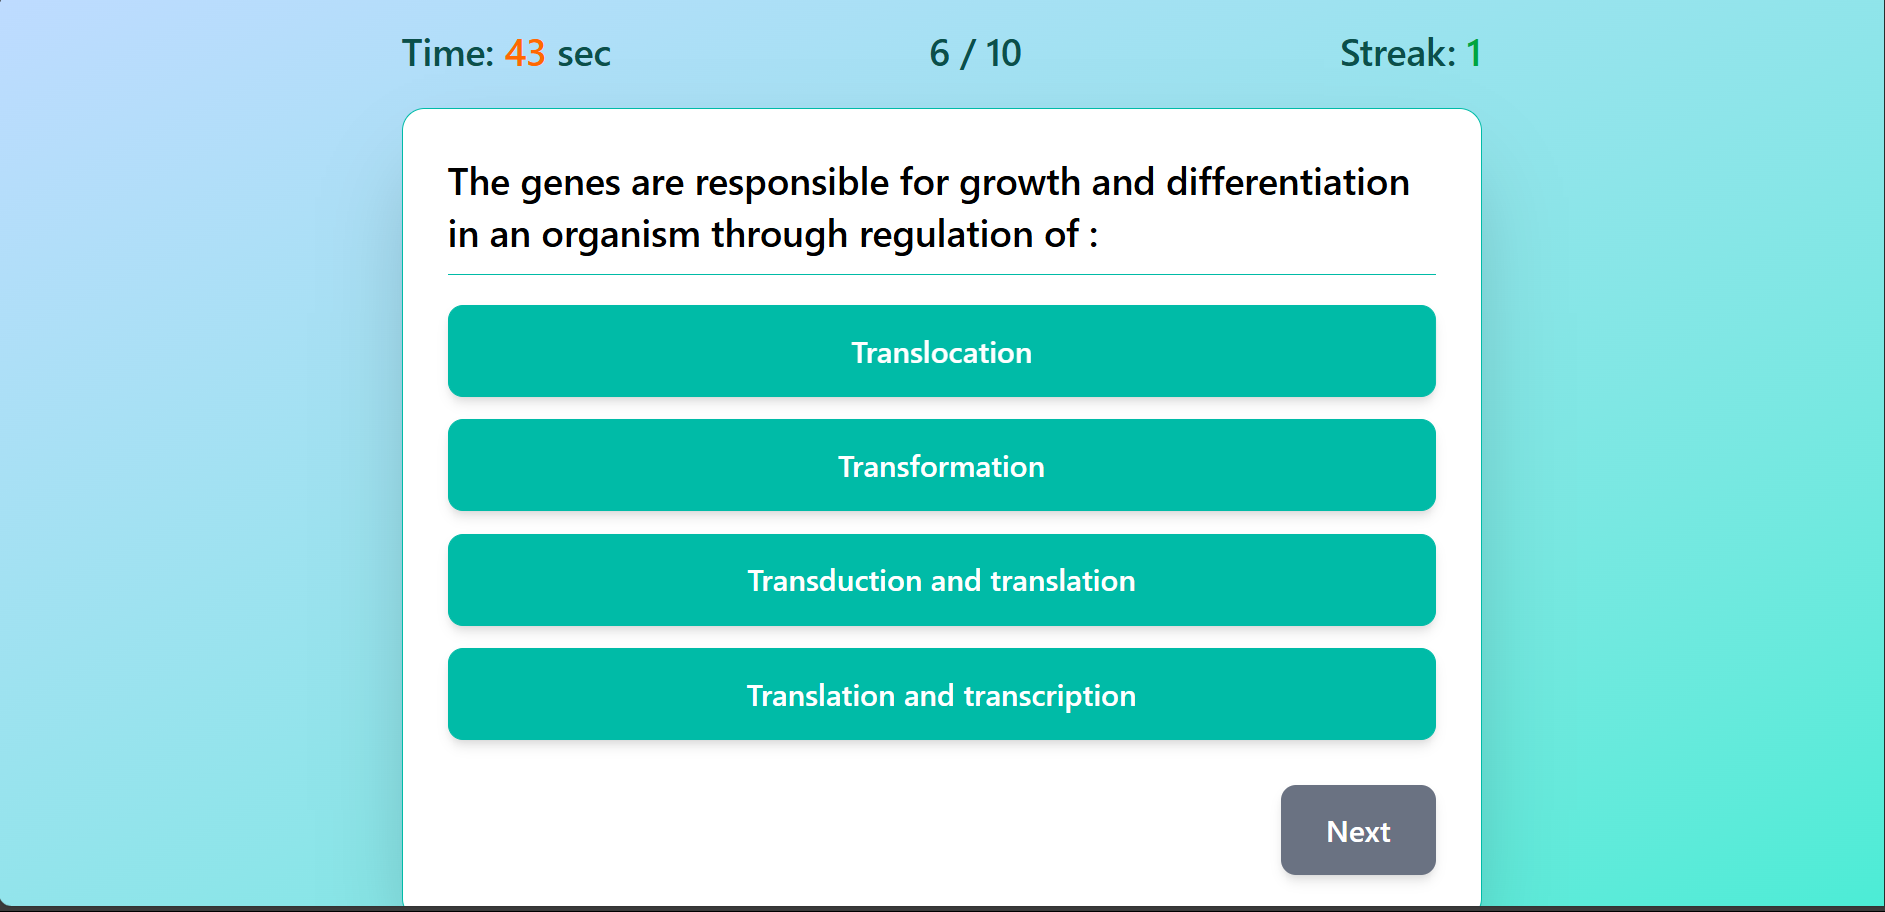 Time: 43 sec
6 / 10
Streak: 1
The genes are responsible for growth and differentiation
in an organism through regulation of :
Translocation
Transformation
Transduction and translation
Translation and transcription
Next